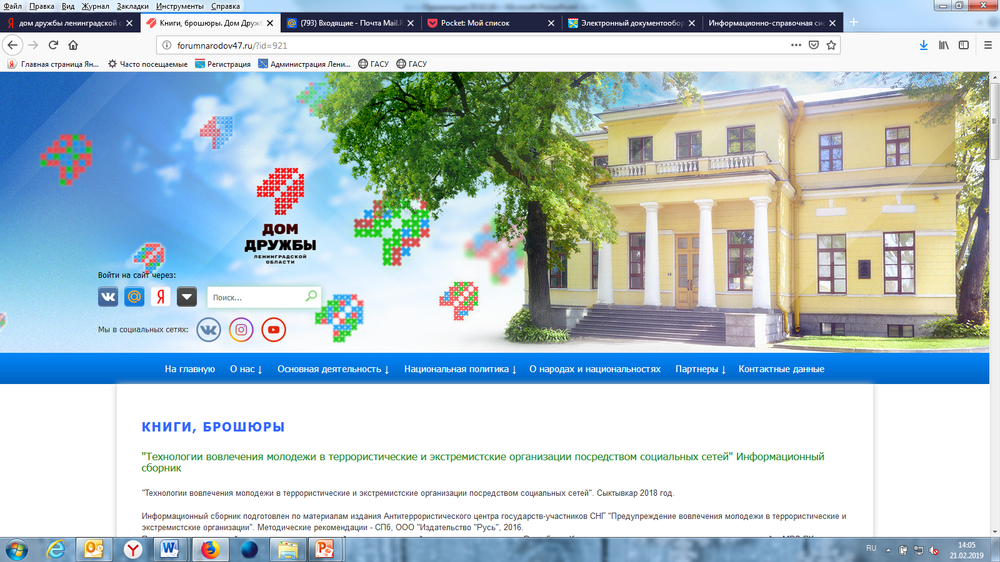 Файл Правка Вид Журнал Закладки Инструменты Справка
дом дружбы ленинградской о
Книги, брошюры. Дом Друж
(793) Входящие - Почта Mail.R
Pocket: Мой список
Электронный документообор
Информационно-справочная си
forumnarodov47.ru/?id=921
Главная страница Ян...
Часто посещаемые
Регистрация
Администрация Лени...
ГАСУ
ГАСУ
ДОМ
ДРУЖБЫ
ЛЕНИНГРАДСКОЙ
ОБЛАСТИ
Войти на сайт через:
Поиск...
Мы в социальных сетях:
На главную О нас ↓ Основная деятельность ↓ Национальная политика ↓ О народах и национальностях Партнеры ↓ Контактные данные
КНИГИ, БРОШЮРЫ
"Технологии вовлечения молодежи в террористические и экстремистские организации посредством социальных сетей" Информационный
сборник
"Технологии вовлечения молодежи в террористические и экстремистские организации посредством социальных сетей". Сыктывкар 2018 год.
Информационный сборник подготовлен по материалам издания Антитеррористического центра государств-участников СНГ "Предупреждение вовлечения молодежи в террористические и
экстремистские организации". Методические рекомендации - СПб, ООО "Издательство "Русь", 2016.
RU
14:05
21.02.2019